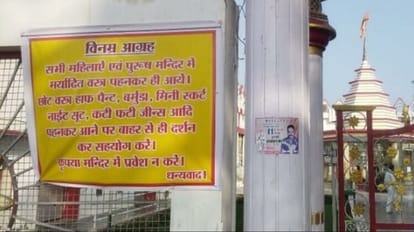 विनम्र आग्रह
सभी महिलाएं एवं पुरूष मन्दिर में
मर्यादित वस्त्र पहनकर ही आयें।
छोटे वस्त्र हाफ पैन्ट, बर्मुडा, मिनी स्कर्ट
नाईट सूट, कटी फटी जीन्स आदि
पहनकर आने पर बाहर से ही दर्शन
कर सहयोग करें।
कृपया मन्दिर में प्रवेश न करें।
धन्यवाद!